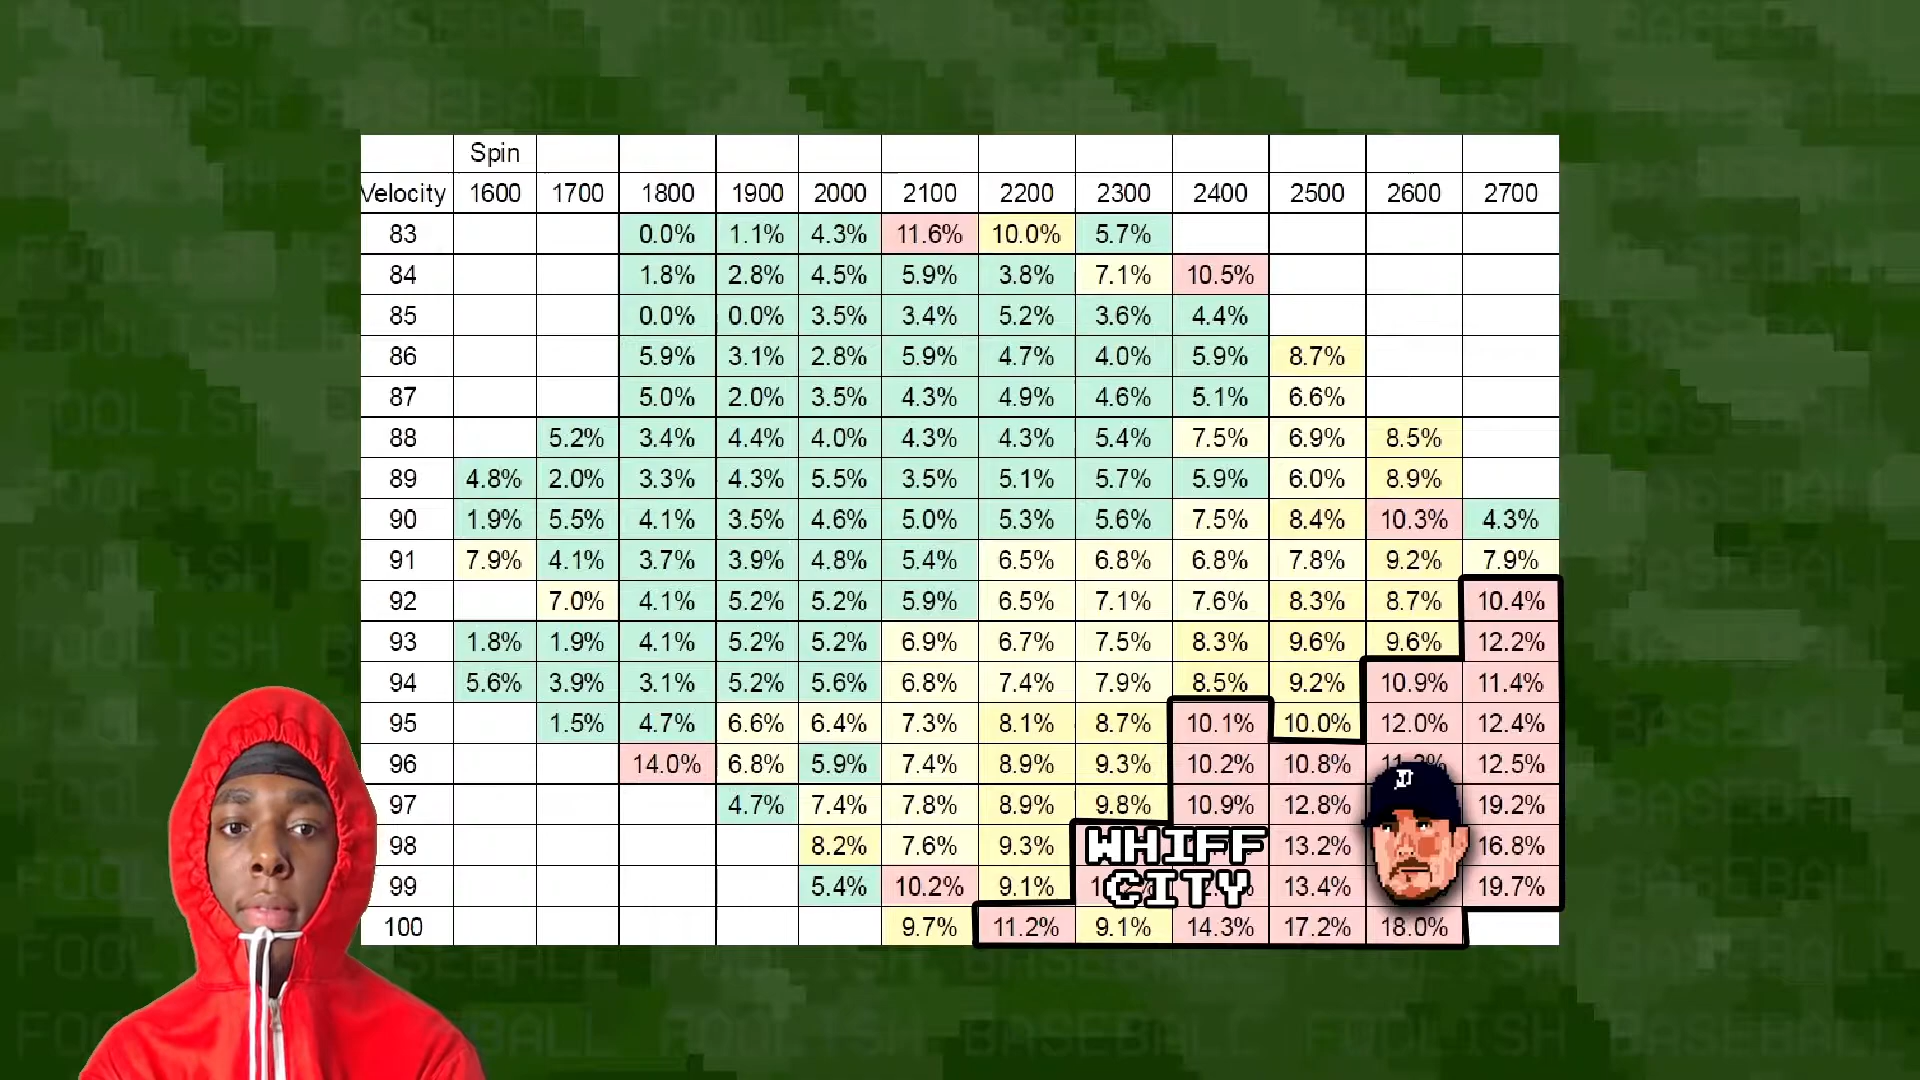 Spin
Velocity 1600 1700 1800 1900 2000 2100 2200 2300 2400 2500 2600 2700
83 0.0% 1.1% 4.3% 11.6% 10.0% 5.7%
84 1.8% 2.8% 4.5% 5.9% 3.8% 7.1% 10.5%
85 0.0% 0.0% 3.5% 3.4% 5.2% 3.6% 4.4%
86 5.9% 3.1% 2.8% 5.9% 4.7% 4.0% 5.9% 8.7%
87 5.0% 2.0% 3.5% 4.3% 4.9% 4.6% 5.1% 6.6%
88 5.2% 3.4% 4.4% 4.0% 4.3% 4.3% 5.4% 7.5% 6.9% 8.5%
89 4.8% 2.0% 3.3% 4.3% 5.5% 3.5% 5.1% 5.7% 5.9% 6.0% 8.9%
90 1.9% 5.5% 4.1% 3.5% 4.6% 5.0% 5.3% 5.6% 7.5% 8.4% 10.3% 4.3%
91 7.9% 4.1% 3.7% 3.9% 4.8% 5.4% 6.5% 6.8% 6.8% 7.8% 9.2% 7.9%
92 7.0% 4.1% 5.2% 5.2% 5.9% 6.5% 7.1% 7.6% 8.3% 8.7% 10.4%
93 1.8% 1.9% 4.1% 5.2% 5.2% 6.9% 6.7% 7.5% 8.3% 9.6% 9.6% 12.2%
94 5.6% 3.9% 3.1% 5.2% 5.6% 6.8% 7.4% 7.9% 8.5% 9.2% 10.9% 11.4%
95 1.5% 4.7% 6.6% 6.4% 7.3% 8.1% 8.7% 10.1% 10.0% 12.0% 12.4%
96 14.0% 6.8% 5.9% 7.4% 8.9% 9.3% 10.2% 10.8% 12.5%
97 4.7% 7.4% 7.8% 8.9% 9.8% 10.9% 12.8% 19.2%
98 8.2% 7.6% 9.3% WHIFF 13.2% 16.8%
99 5.4% 10.2% 9.1% CITY 13.4% 19.7%
100 9.7% 11.2% 9.1% 14.3% 17.2% 18.0%
FOOLISH BASEBALL